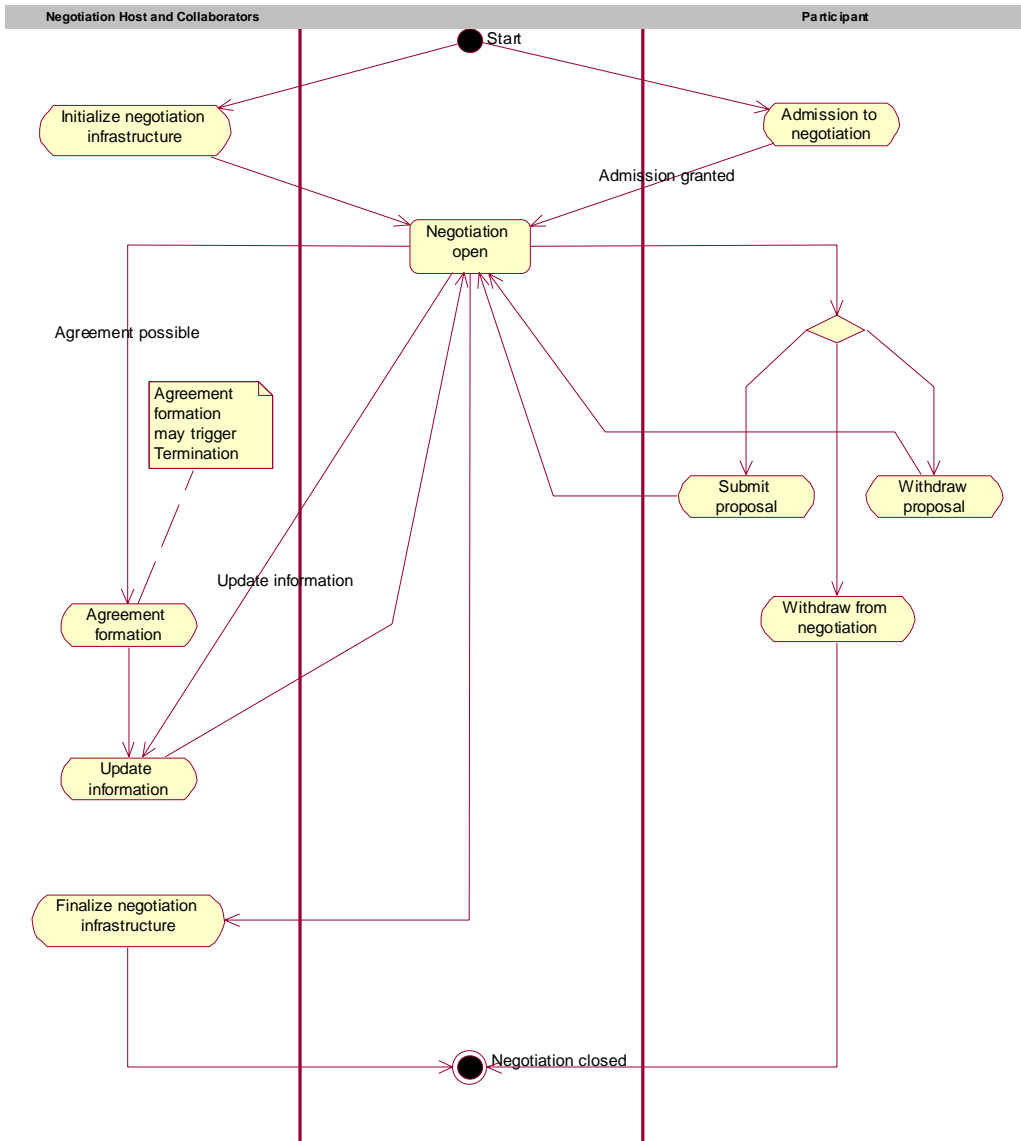 Negotiation Host and Collaborators
Participant
Start
Initialize negotiation
infrastructure
Admission to
negotiation
Admission granted
Negotiation
open
Agreement possible
Agreement
formation
may trigger
Termination
Submit
proposal
Withdraw
proposal
Update information
Agreement
formation
Withdraw from
negotiation
Update
information
Finalize negotiation
infrastructure
Negotiation closed